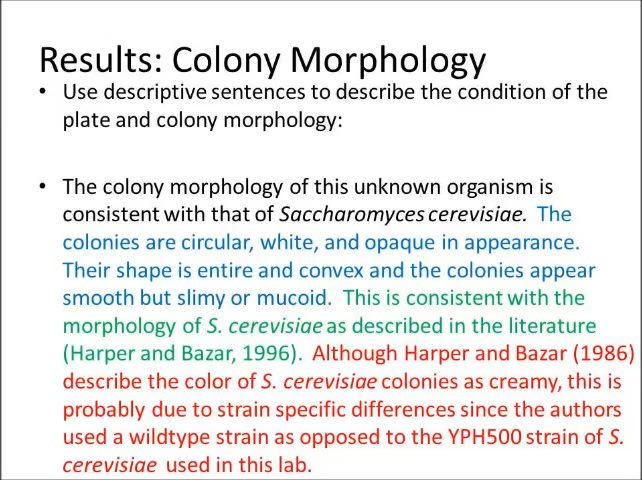 Results: Colony Morphology
• Use descriptive sentences to describe the condition of the
plate and colony morphology:
• The colony morphology of this unknown organism is
consistent with that of Saccharomyces cerevisiae. The
colonies are circular, white, and opaque in appearance.
Their shape is entire and convex and the colonies appear
smooth but slimy or mucoid. This is consistent with the
morphology of S. cerevisiae as described in the literature
(Harper and Bazar, 1996). Although Harper and Bazar (1986)
describe the color of S. cerevisiae colonies as creamy, this is
probably due to strain specific differences since the authors
used a wildtype strain as opposed to the YPH500 strain of S.
cerevisiae used in this lab.